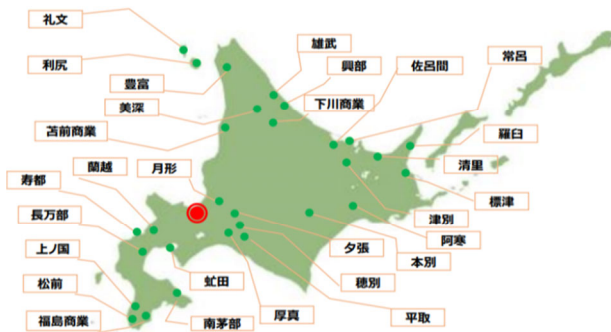 礼文
利尻
豊富
美深
苫前商業
雄武
興部
下川商業
佐呂間
常呂
羅臼
清里
標津
津別
阿寒
本別
夕張
穂別
平取
厚真
月形
蘭越
寿都
長万部
上ノ国
松前
福島商業
南茅部
虻田